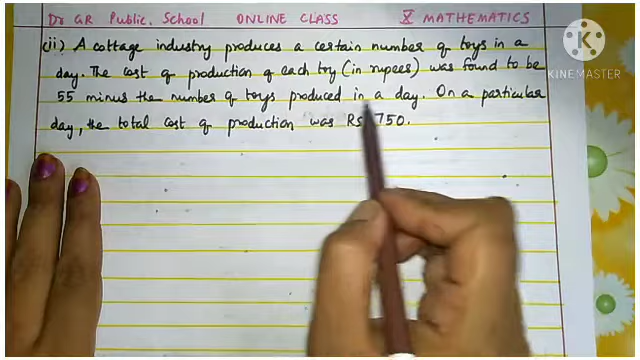 Dr GR Public School ONLINE CLASS X MATHEMATICS
(ii) A cottage industry produces a certain number of toys in a
day. The cost of production of each toy (in rupees) was found to be
55 minus the number of toys produced in a day. On a particular
day, the total cost of production was Rs 750.
KINEMASTER